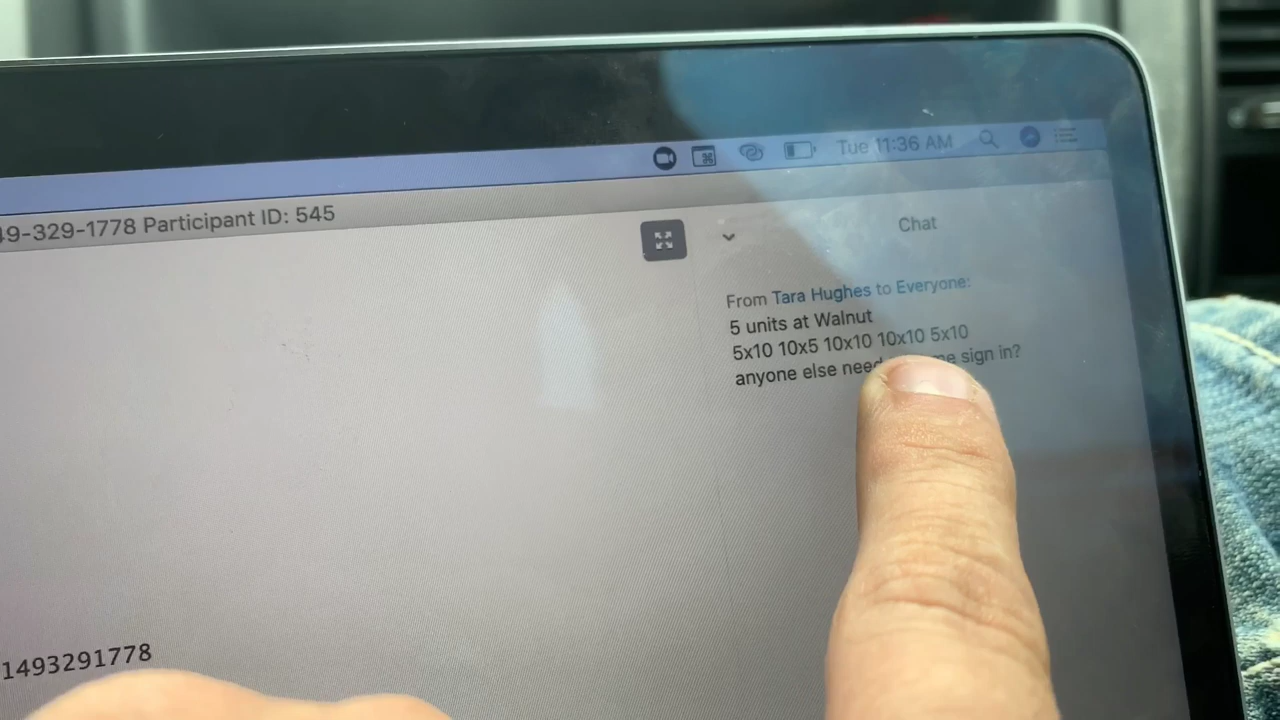 Tue 11:36 AM
49-329-1778 Participant ID: 545
Chat
From Tara Hughes to Everyone:
5 units at Walnut
5x10 10x5 10x10 10x10 5x10
anyone else need sign in?
1493291778